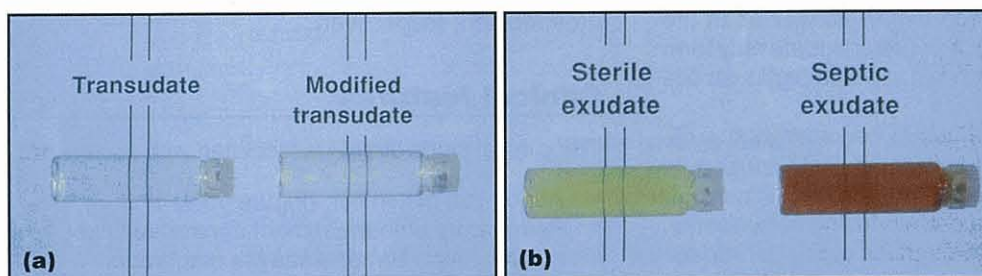 Transudate
Modified
transudate
(a)
Sterile
exudate
Septic
exudate
(b)